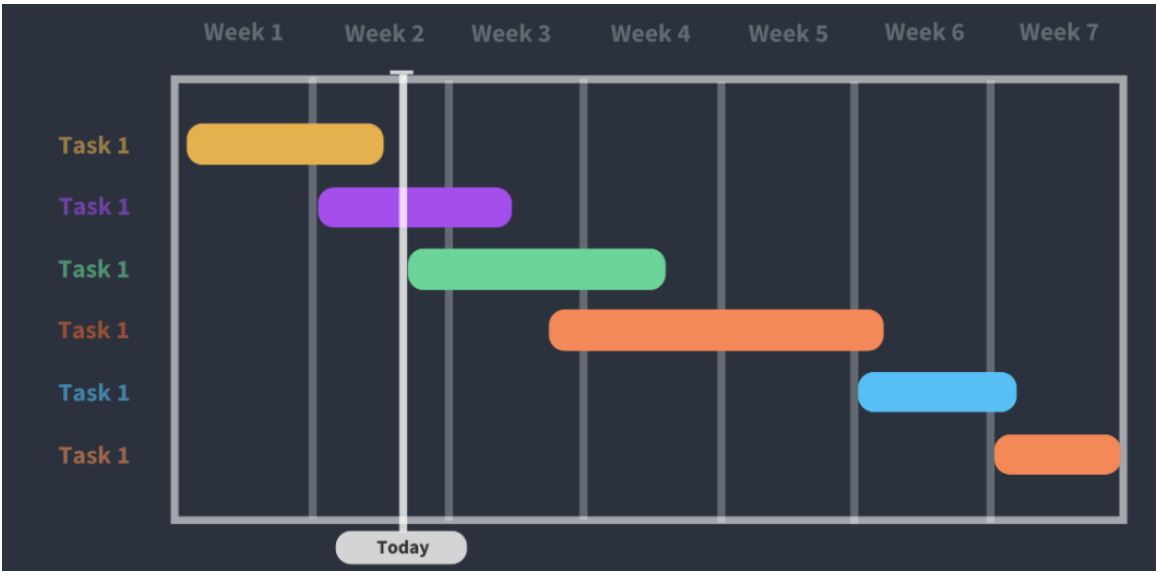 Week 1
Week 2
Week 3
Week 4
Week 5
Week 6
Week 7
Task 1
Task 1
Task 1
Task 1
Task 1
Task 1
Today